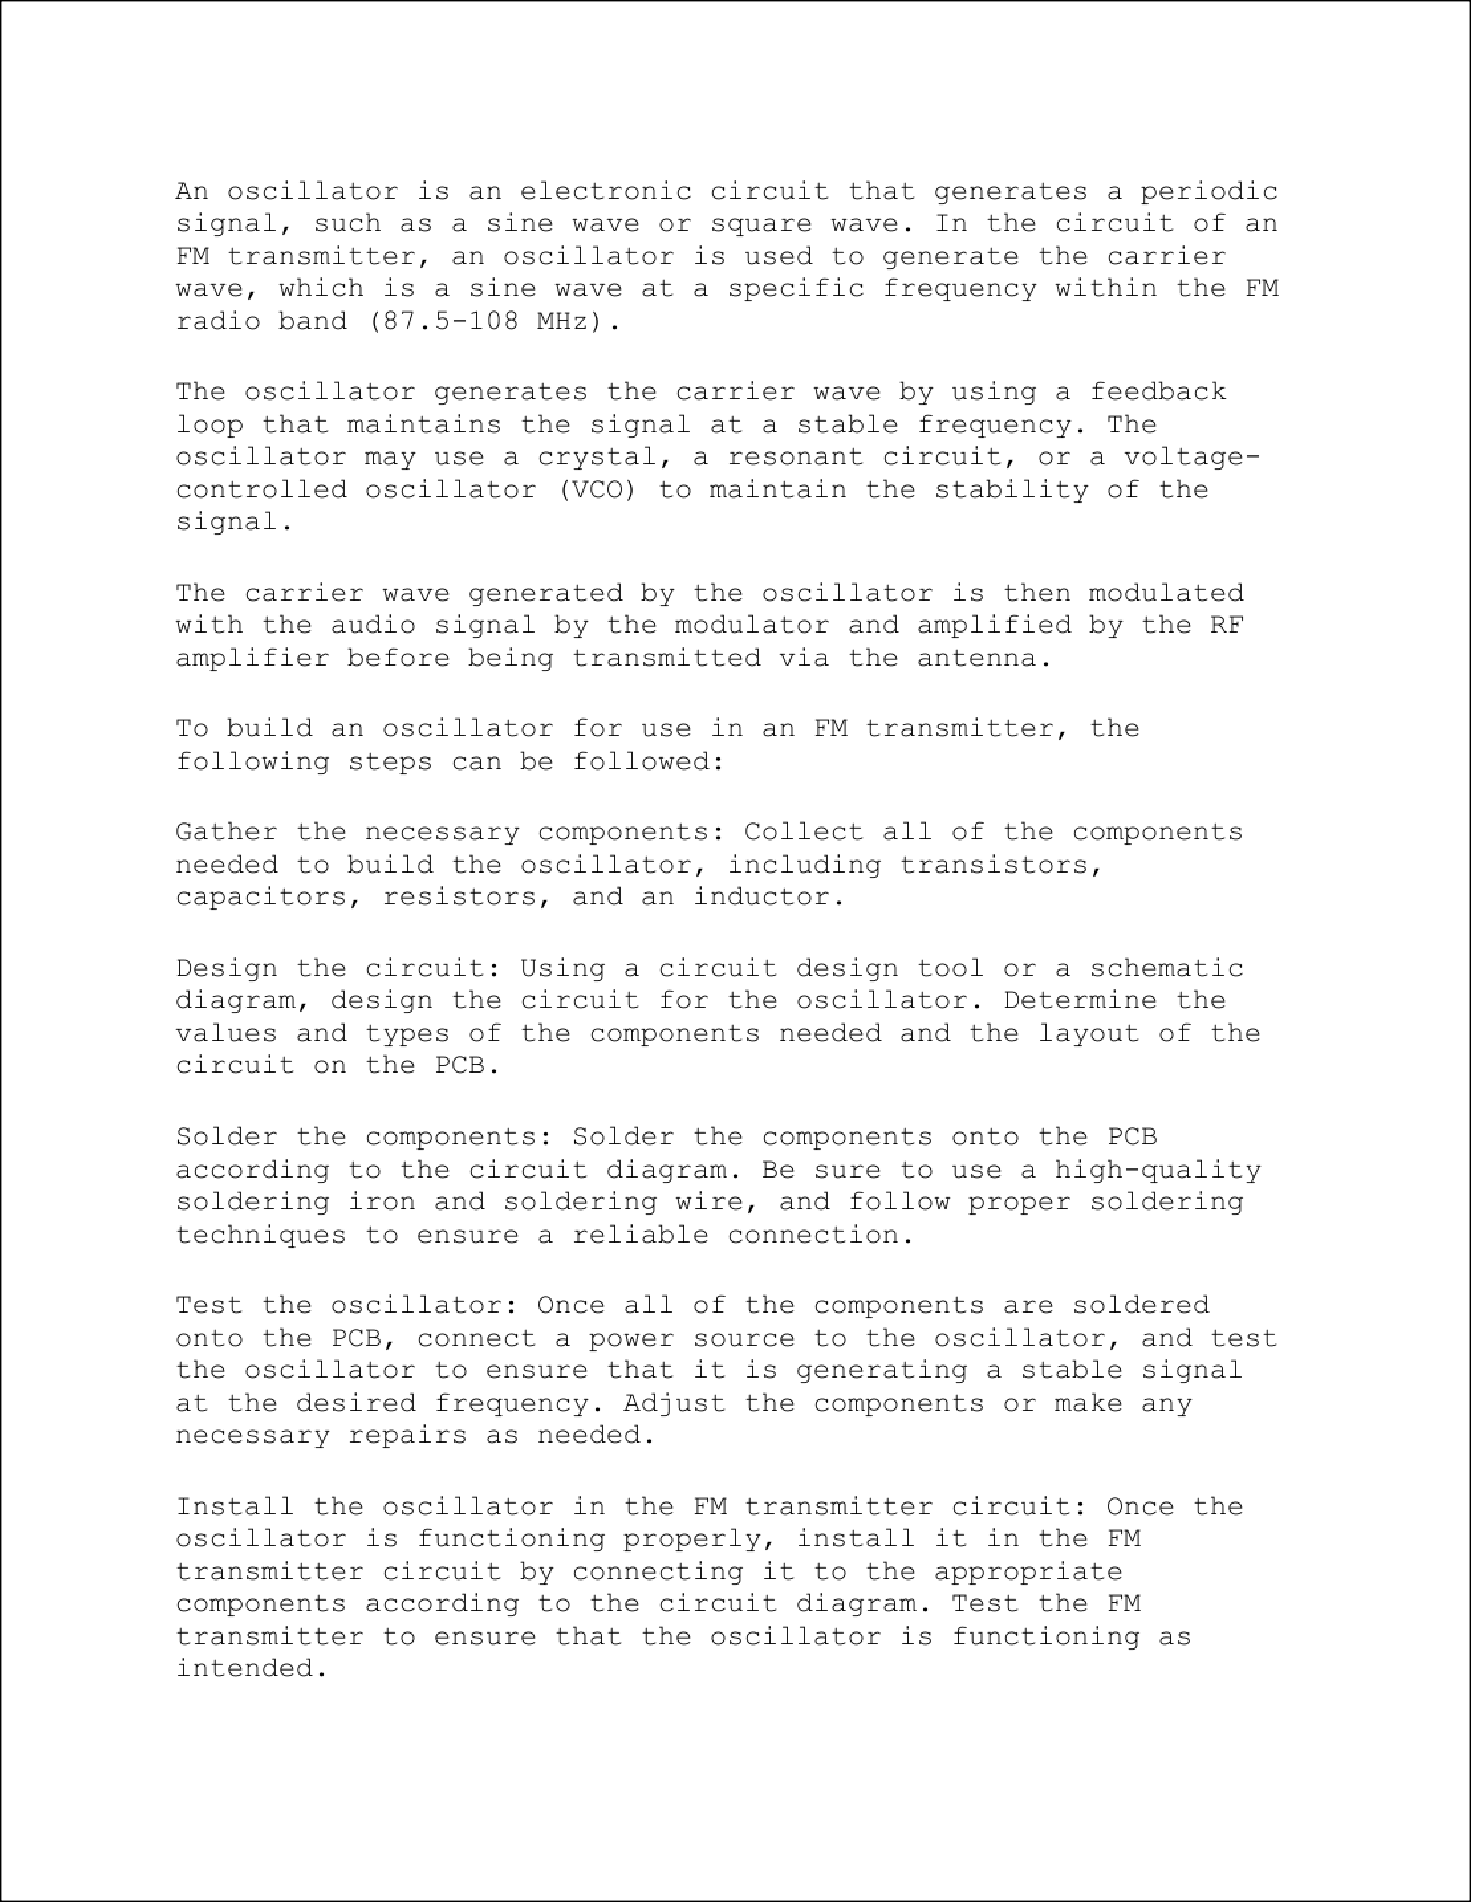 An oscillator is an electronic circuit that generates a periodic
signal, such as a sine wave or square wave. In the circuit of an
FM transmitter, an oscillator is used to generate the carrier
wave, which is a sine wave at a specific frequency within the FM
radio band (87.5-108 MHz).
The oscillator generates the carrier wave by using a feedback
loop that maintains the signal at a stable frequency. The
oscillator may use a crystal, a resonant circuit, or a voltage-
controlled oscillator (VCO) to maintain the stability of the
signal.
The carrier wave generated by the oscillator is then modulated
with the audio signal by the modulator and amplified by the RF
amplifier before being transmitted via the antenna.
To build an oscillator for use in an FM transmitter, the
following steps can be followed:
Gather the necessary components: Collect all of the components
needed to build the oscillator, including transistors,
capacitors, resistors, and an inductor.
Design the circuit: Using a circuit design tool or a schematic
diagram, design the circuit for the oscillator. Determine the
values and types of the components needed and the layout of the
circuit on the PCB.
Solder the components: Solder the components onto the PCB
according to the circuit diagram. Be sure to use a high-quality
soldering iron and soldering wire, and follow proper soldering
techniques to ensure a reliable connection.
Test the oscillator: Once all of the components are soldered
onto the PCB, connect a power source to the oscillator, and test
the oscillator to ensure that it is generating a stable signal
at the desired frequency. Adjust the components or make any
necessary repairs as needed.
Install the oscillator in the FM transmitter circuit: Once the
oscillator is functioning properly, install it in the FM
transmitter circuit by connecting it to the appropriate
components according to the circuit diagram. Test the FM
transmitter to ensure that the oscillator is functioning as
intended.